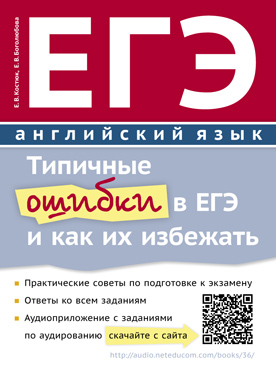 Е.В.Костюк, Е.В.Боголюбова
ЕГЭ
английский язык
Типичные
ошибки в ЕГЭ
и как их избежать
Практические советы по подготовке к экзамену
Ответы ко всем заданиям
Аудиоприложение с заданиями
по аудированию скачайте с сайта
http://audio.neteducom.com/books/36/